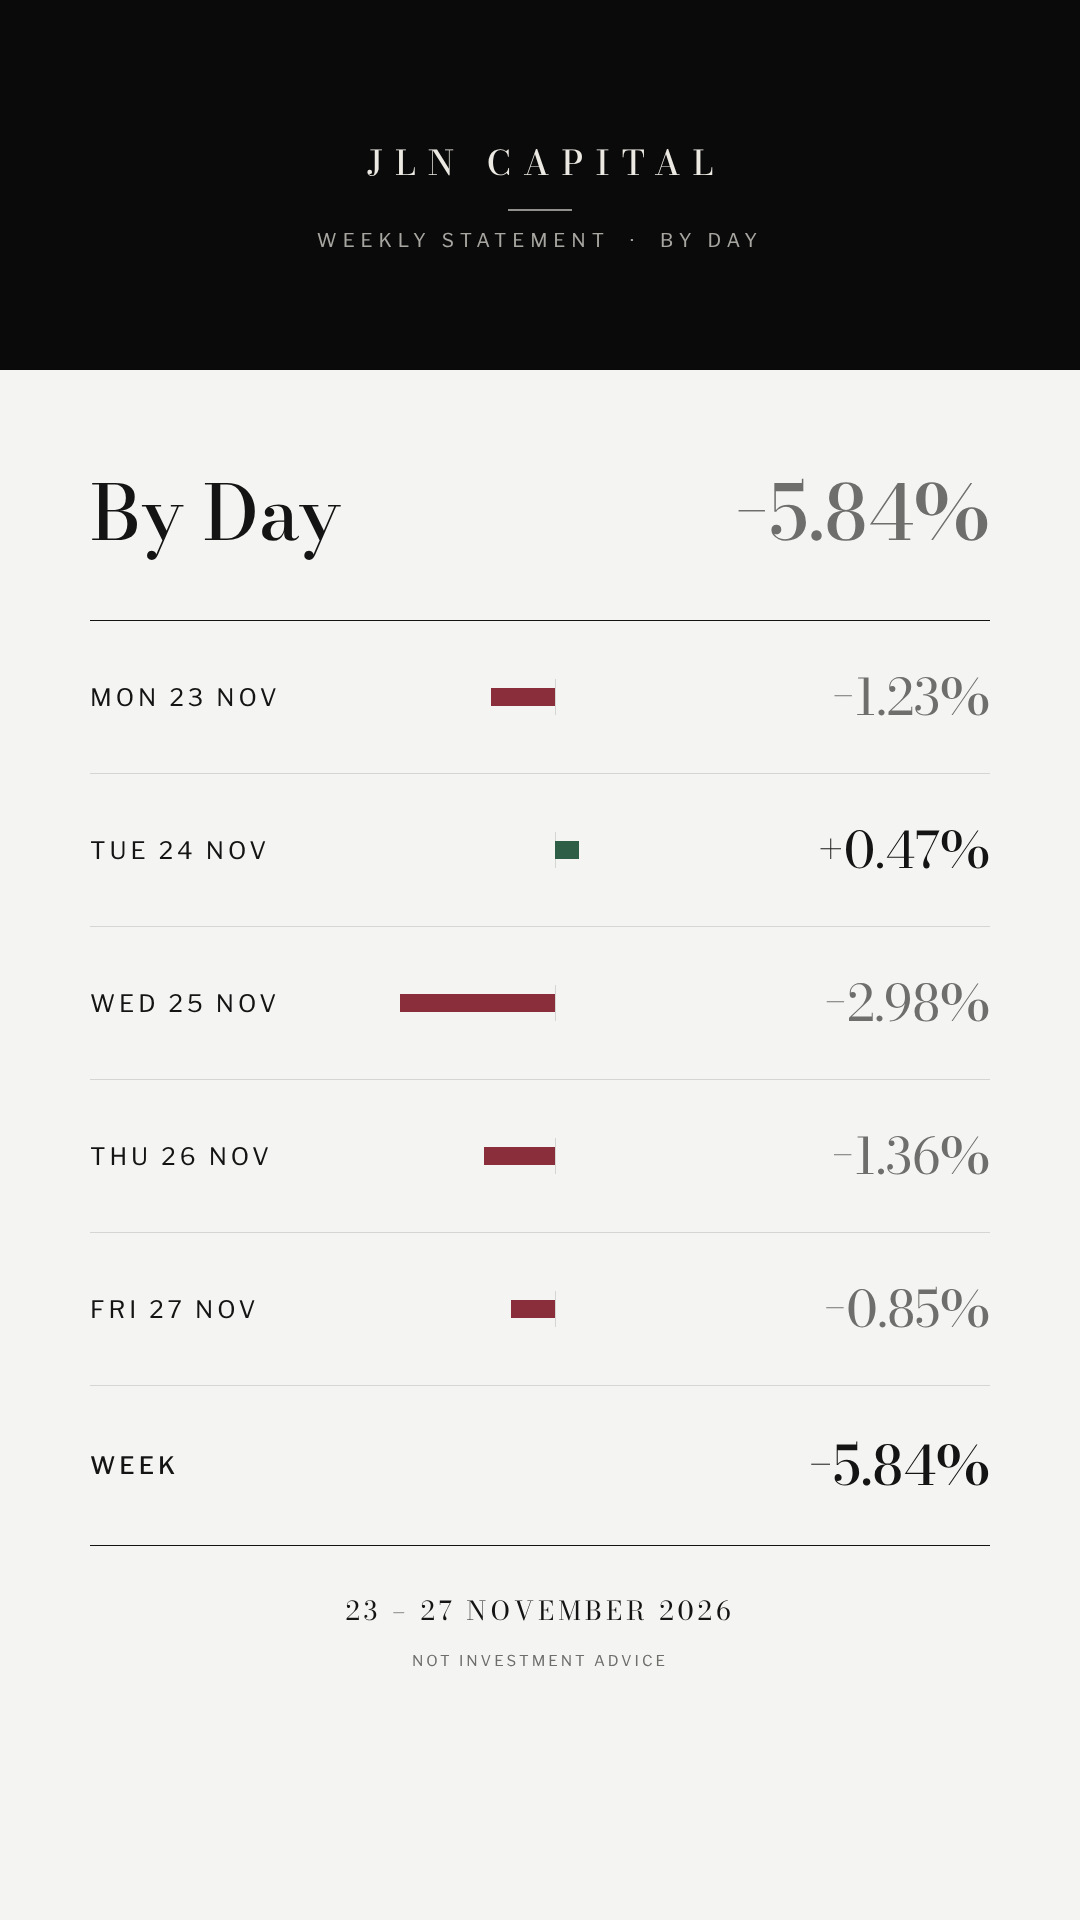 JLN CAPITAL
WEEKLY STATEMENT · BY DAY
By Day –5.84%
MON 23 NOV –1.23%
TUE 24 NOV +0.47%
WED 25 NOV –2.98%
THU 26 NOV –1.36%
FRI 27 NOV –0.85%
WEEK –5.84%
23 – 27 NOVEMBER 2026
NOT INVESTMENT ADVICE